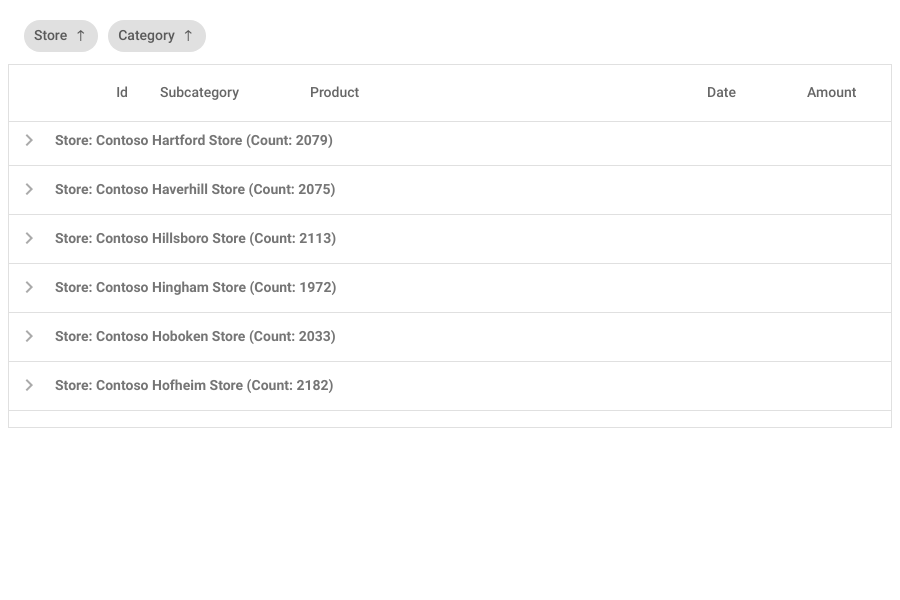 Store ↑ Category ↑
Id Subcategory Product Date Amount
Store: Contoso Hartford Store (Count: 2079)
Store: Contoso Haverhill Store (Count: 2075)
Store: Contoso Hillsboro Store (Count: 2113)
Store: Contoso Hingham Store (Count: 1972)
Store: Contoso Hoboken Store (Count: 2033)
Store: Contoso Hofheim Store (Count: 2182)